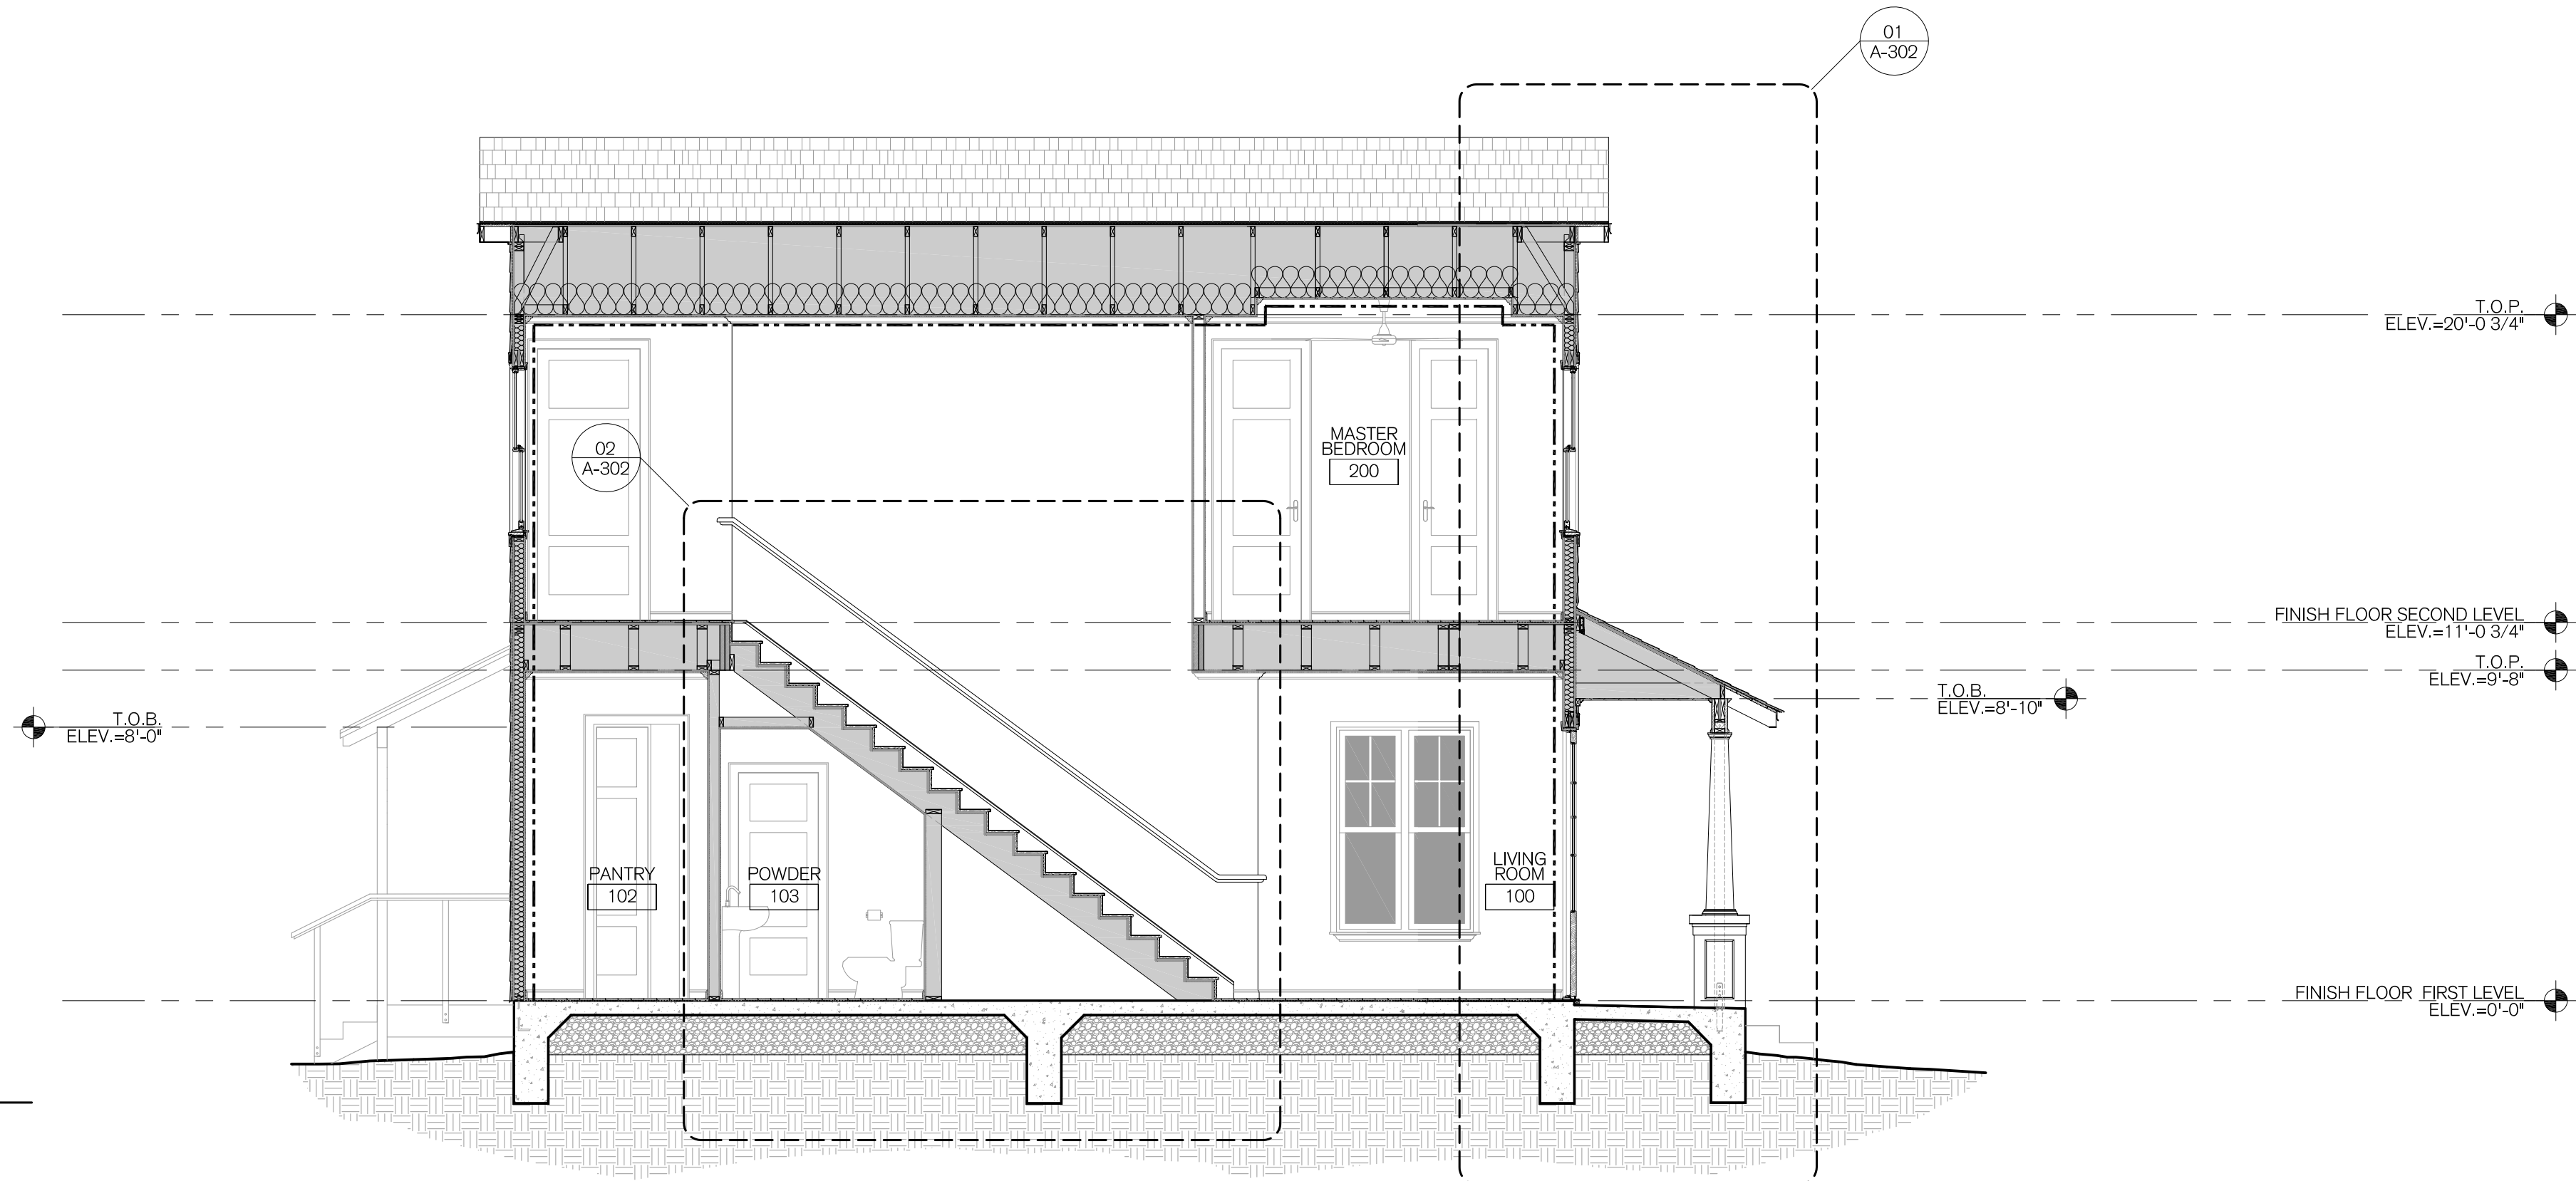 01
A-302
T.O.P.
ELEV.=20'-0 3/4"
02
A-302
MASTER
BEDROOM
200
FINISH FLOOR SECOND LEVEL
ELEV.=11'-0 3/4"
T.O.P.
ELEV.=9'-8"
T.O.B.
ELEV.=8'-10"
T.O.B.
ELEV.=8'-0"
PANTRY
102
POWDER
103
LIVING
ROOM
100
FINISH FLOOR FIRST LEVEL
ELEV.=0'-0"